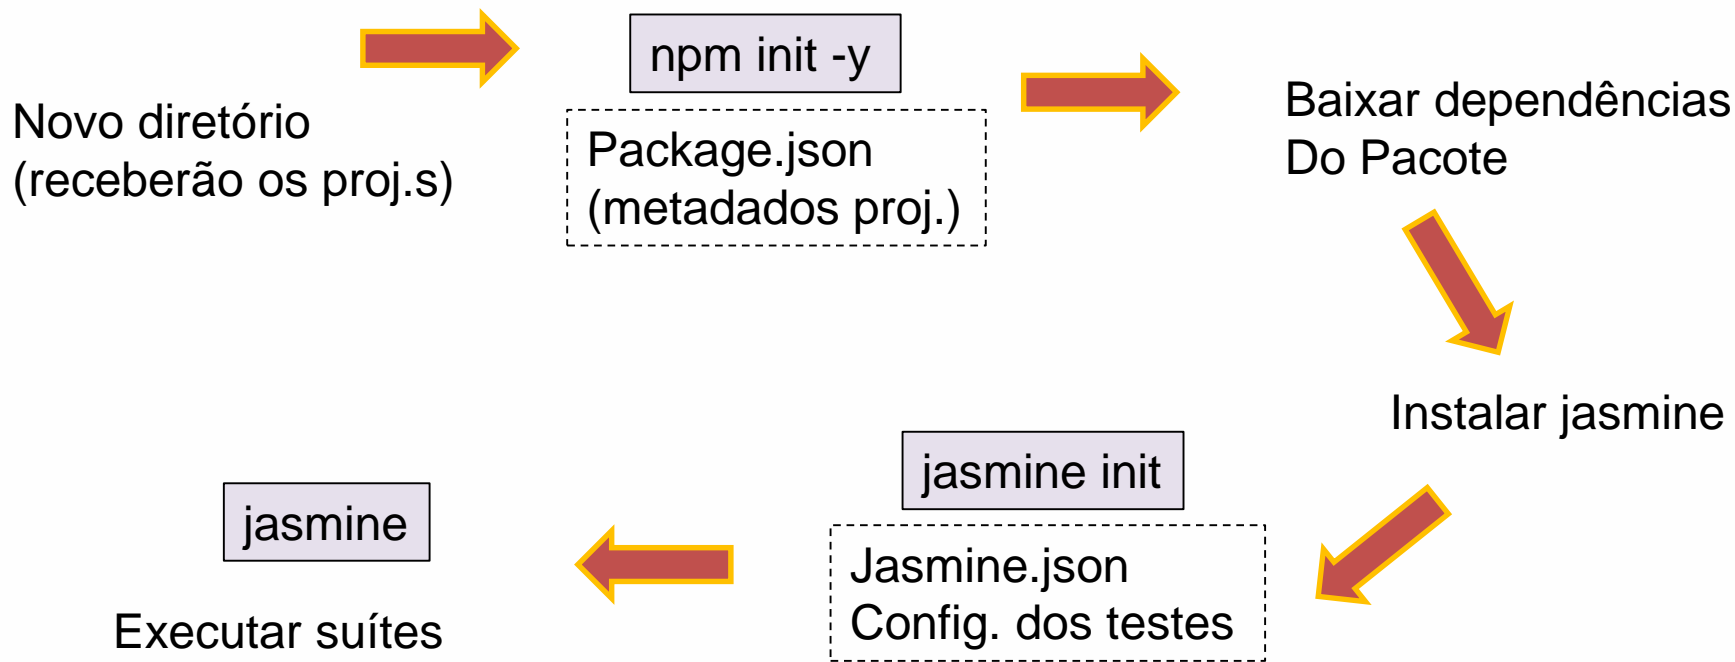 Novo diretório
(receberão os proj.s)
npm init -y
Package.json
(metadados proj.)
Baixar dependências
Do Pacote
Instalar jasmine
jasmine init
Jasmine.json
Config. dos testes
jasmine
Executar suítes